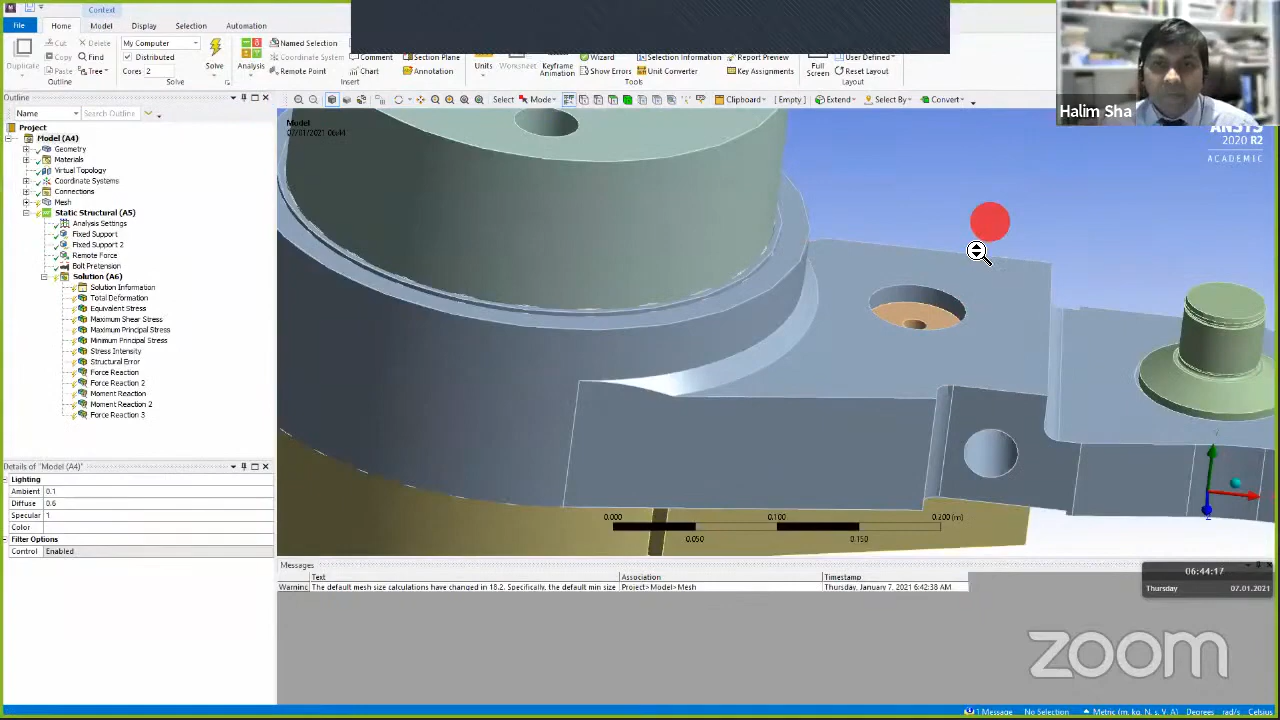 Context
File Home Model Display Selection Automation
Duplicate
Cut Delete
Copy Find
Paste Tree
Outline
My Computer
Distributed
Cores 2
Solve
Solve
Analysis
Named Selection
Coordinate System
Remote Point
Insert
Comment
Chart
Section Plane
Annotation
Units
Worksheet
Keyframe
Animation
Wizard
Show Errors
Selection Information
Unit Converter
Report Preview
Key Assignments
Tools
Full
Screen
User Defined
Reset Layout
Layout
Halim Sha
Outline
Name Search Outline
Select Mode Clipboard [ Empty ] Extend Select By Convert
Project
Model (A4)
Geometry
Materials
Virtual Topology
Coordinate Systems
Connections
Mesh
Static Structural (A5)
Analysis Settings
Fixed Support
Fixed Support 2
Remote Force
Bolt Pretension
Solution (A6)
Solution Information
Total Deformation
Equivalent Stress
Maximum Shear Stress
Maximum Principal Stress
Minimum Principal Stress
Stress Intensity
Structural Error
Force Reaction
Force Reaction 2
Moment Reaction
Moment Reaction 2
Force Reaction 3
Model
07/01/2021 06:44
ANSYS
2020 R2
ACADEMIC
Y
0.000 0.100 0.200 (m)
0.050 0.150
Z
Details of "Model (A4)"
Lighting
Ambient 0.1
Diffuse 0.6
Specular 1
Color
Filter Options
Control Enabled
Messages
Text Association Timestamp
Warning The default mesh size calculations have changed in 18.2. Specifically, the default min size Project>Model>Mesh Thursday, January 7, 2021 6:42:38 AM
06:44:17
Thursday 07.01.2021
zoom
1 Message No Selection Metric (m, kg, N, s, V, A) Degrees rad/s Celsius